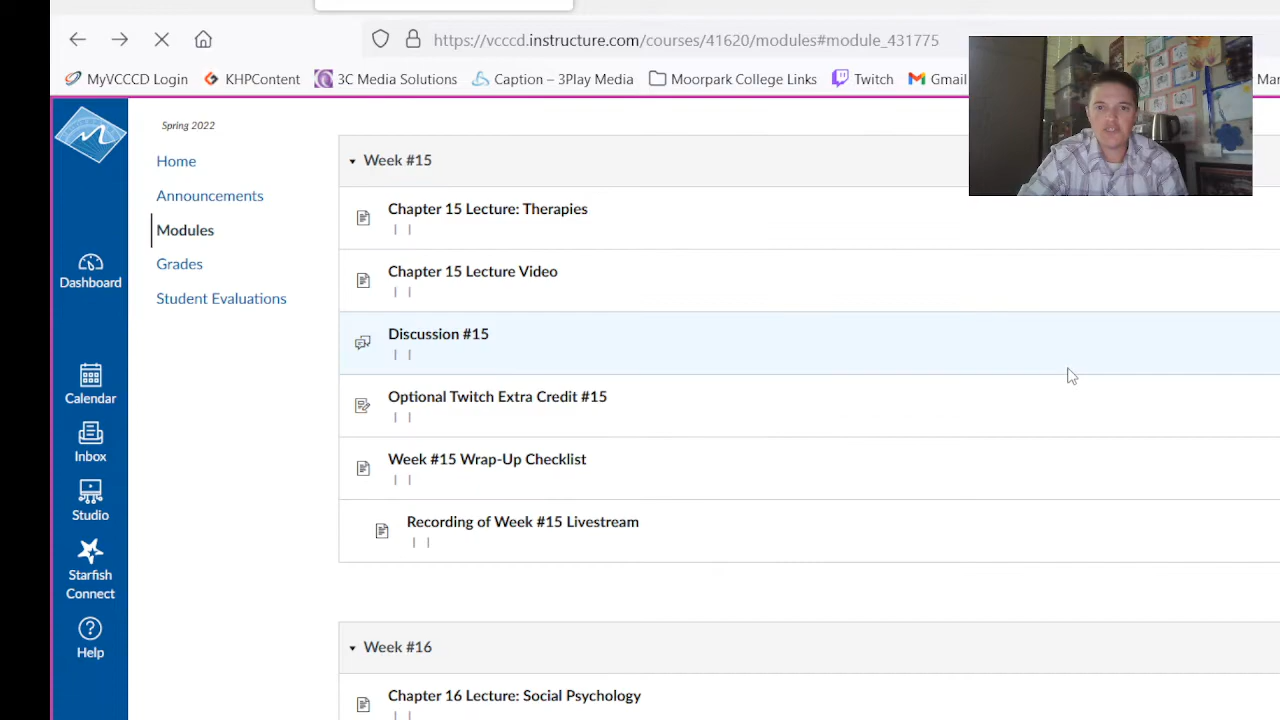 https://vcccd.instructure.com/courses/41620/modules#module_431775
MyVCCCD Login
KHPContent
3C Media Solutions
Caption – 3Play Media
Moorpark College Links
Twitch
Gmail
Spring 2022
Home
Announcements
Modules
Grades
Student Evaluations
Dashboard
Calendar
Inbox
Studio
Starfish
Connect
Help
Week #15
Chapter 15 Lecture: Therapies
Chapter 15 Lecture Video
Discussion #15
Optional Twitch Extra Credit #15
Week #15 Wrap-Up Checklist
Recording of Week #15 Livestream
Week #16
Chapter 16 Lecture: Social Psychology